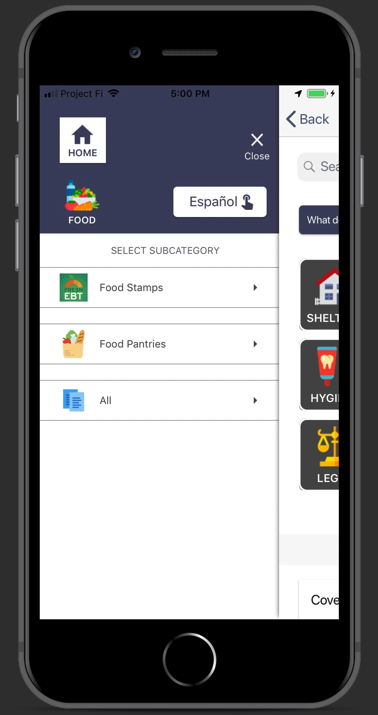 Project Fi
5:00 PM
Back
HOME
Close
Sea
FOOD
Español
What d
SELECT SUBCATEGORY
EBT
Food Stamps
SHELT
Food Pantries
HYGI
All
LEG
Cove